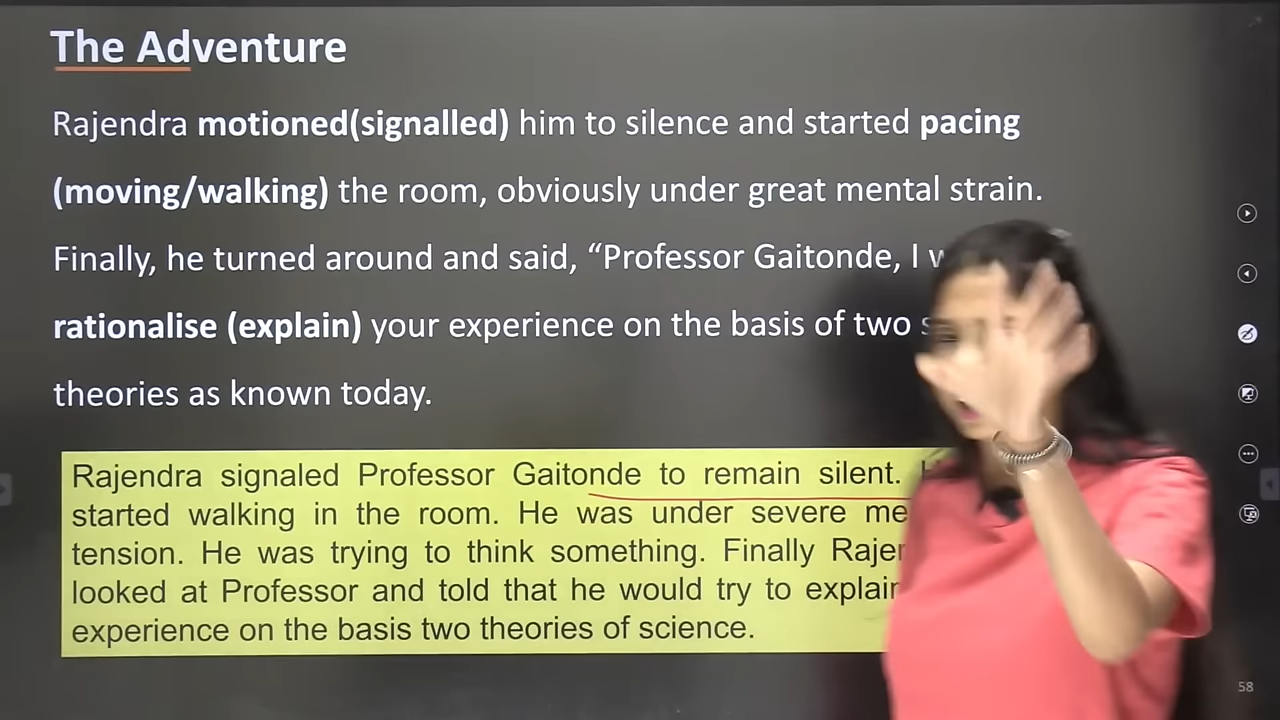 The Adventure
Rajendra motioned(signalled) him to silence and started pacing
(moving/walking) the room, obviously under great mental strain.
Finally, he turned around and said, “Professor Gaitonde, I
rationalise (explain) your experience on the basis of two
theories as known today.
Rajendra signaled Professor Gaitonde to remain silent.
started walking in the room. He was under severe
tension. He was trying to think something. Finally
looked at Professor and told that he would try to explain
experience on the basis two theories of science.
58